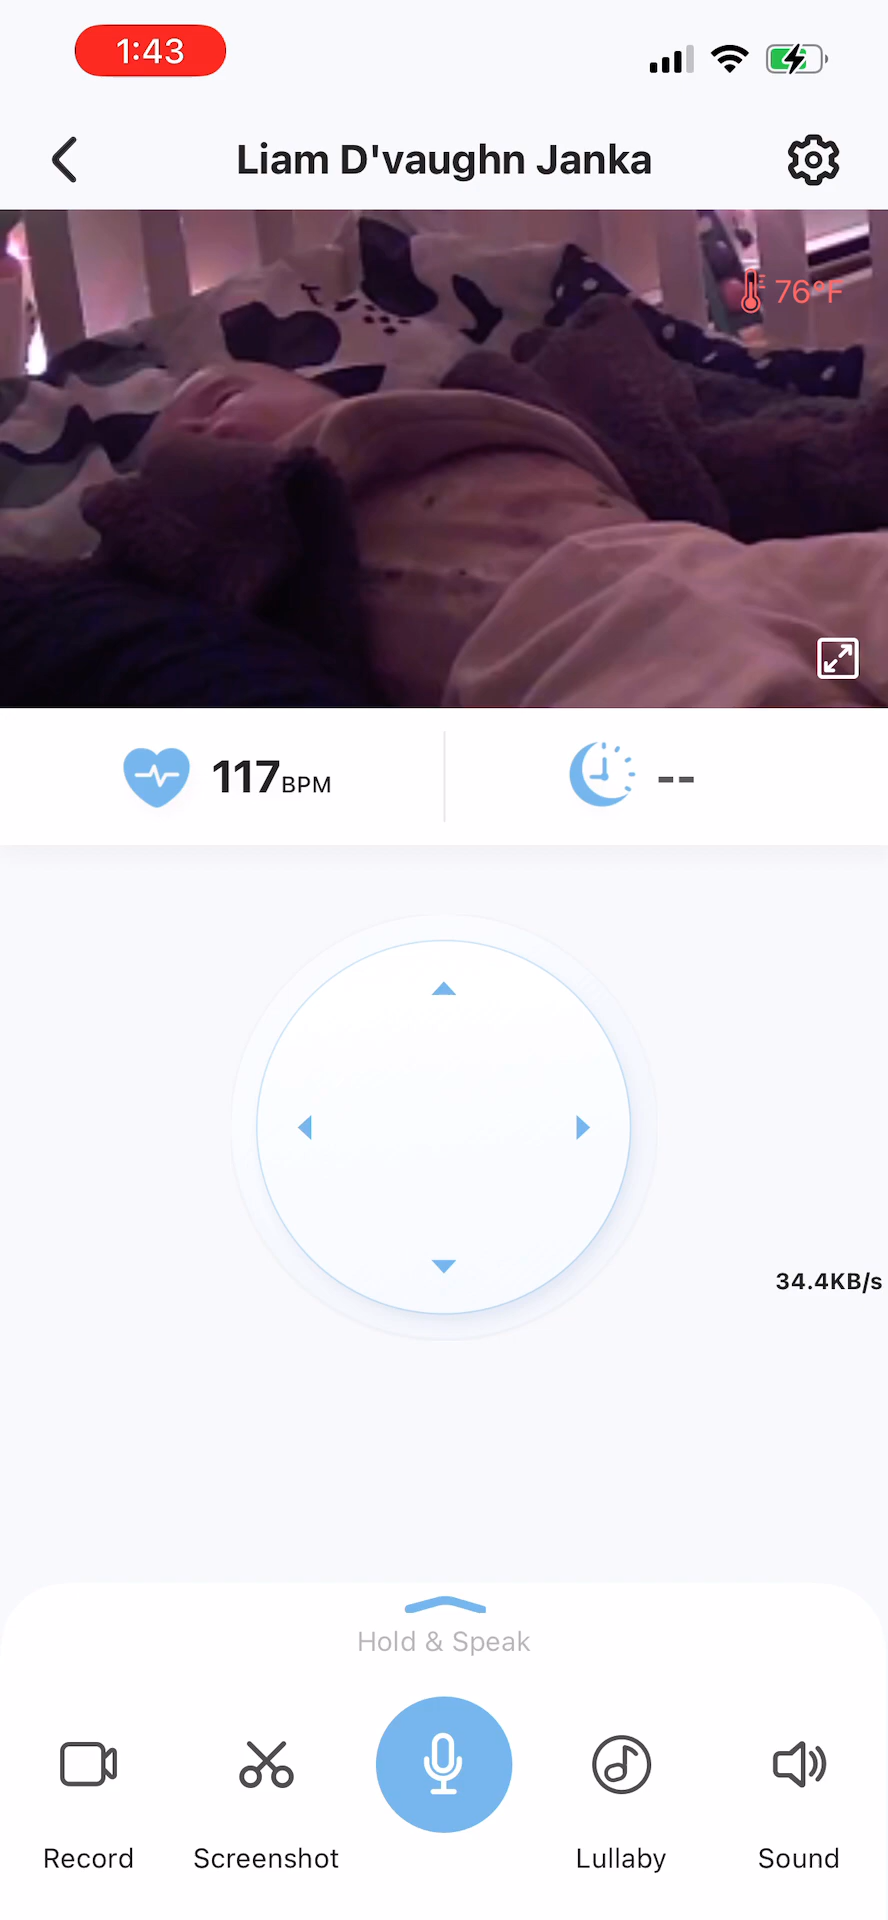 1:43
Liam D'vaughn Janka
76°F
117BPM
--
34.4KB/s
Hold & Speak
Record
Screenshot
Lullaby
Sound